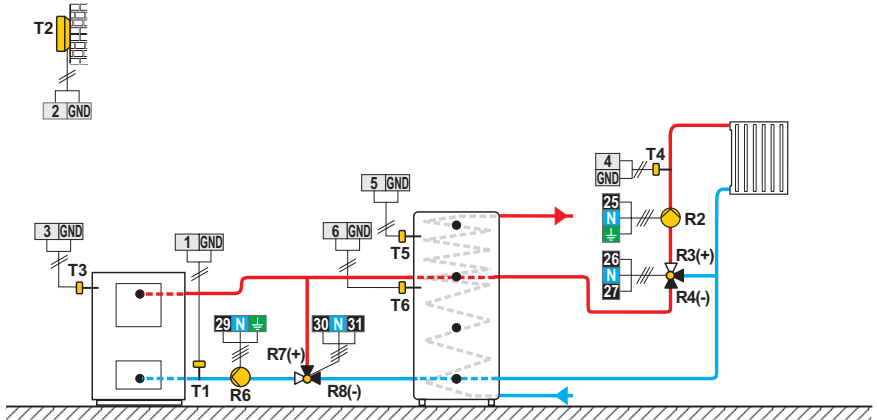 T2
2 GND
4
GND
T4
5 GND
25
N
R2
3 GND
1 GND
6 GND
T5
R3(+)
26
N
27
T3
T6
R4(-)
29 N
30 N 31
R7(+)
T1
R6
R8(-)